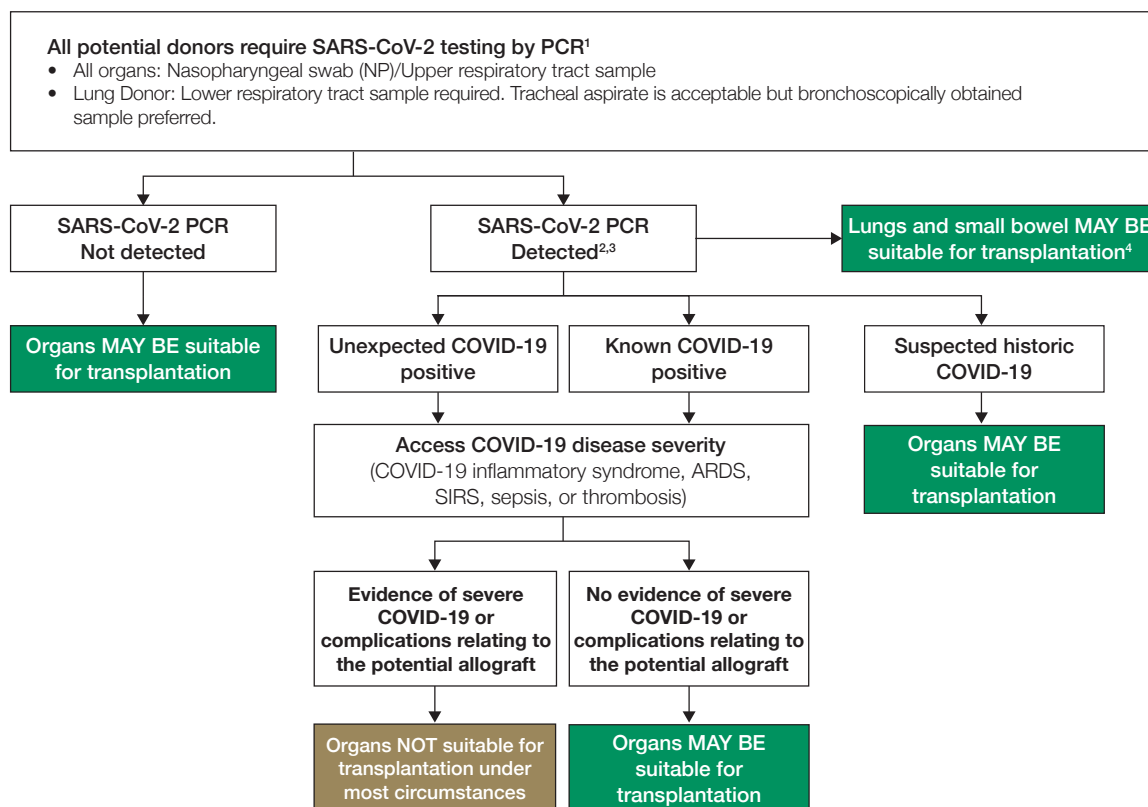 All potential donors require SARS-CoV-2 testing by PCR¹
• All organs: Nasopharyngeal swab (NP)/Upper respiratory tract sample
• Lung Donor: Lower respiratory tract sample required. Tracheal aspirate is acceptable but bronchoscopically obtained
sample preferred.
SARS-CoV-2 PCR
Not detected
SARS-CoV-2 PCR
Detected²,³
Lungs and small bowel MAY BE
suitable for transplantation⁴
Organs MAY BE suitable
for transplantation
Unexpected COVID-19
positive
Known COVID-19
positive
Suspected historic
COVID-19
Access COVID-19 disease severity
(COVID-19 inflammatory syndrome, ARDS,
SIRS, sepsis, or thrombosis)
Organs MAY BE
suitable for
transplantation
Evidence of severe
COVID-19 or
complications relating to
the potential allograft
No evidence of severe
COVID-19 or
complications relating to
the potential allograft
Organs NOT suitable for
transplantation under
most circumstances
Organs MAY BE
suitable for
transplantation